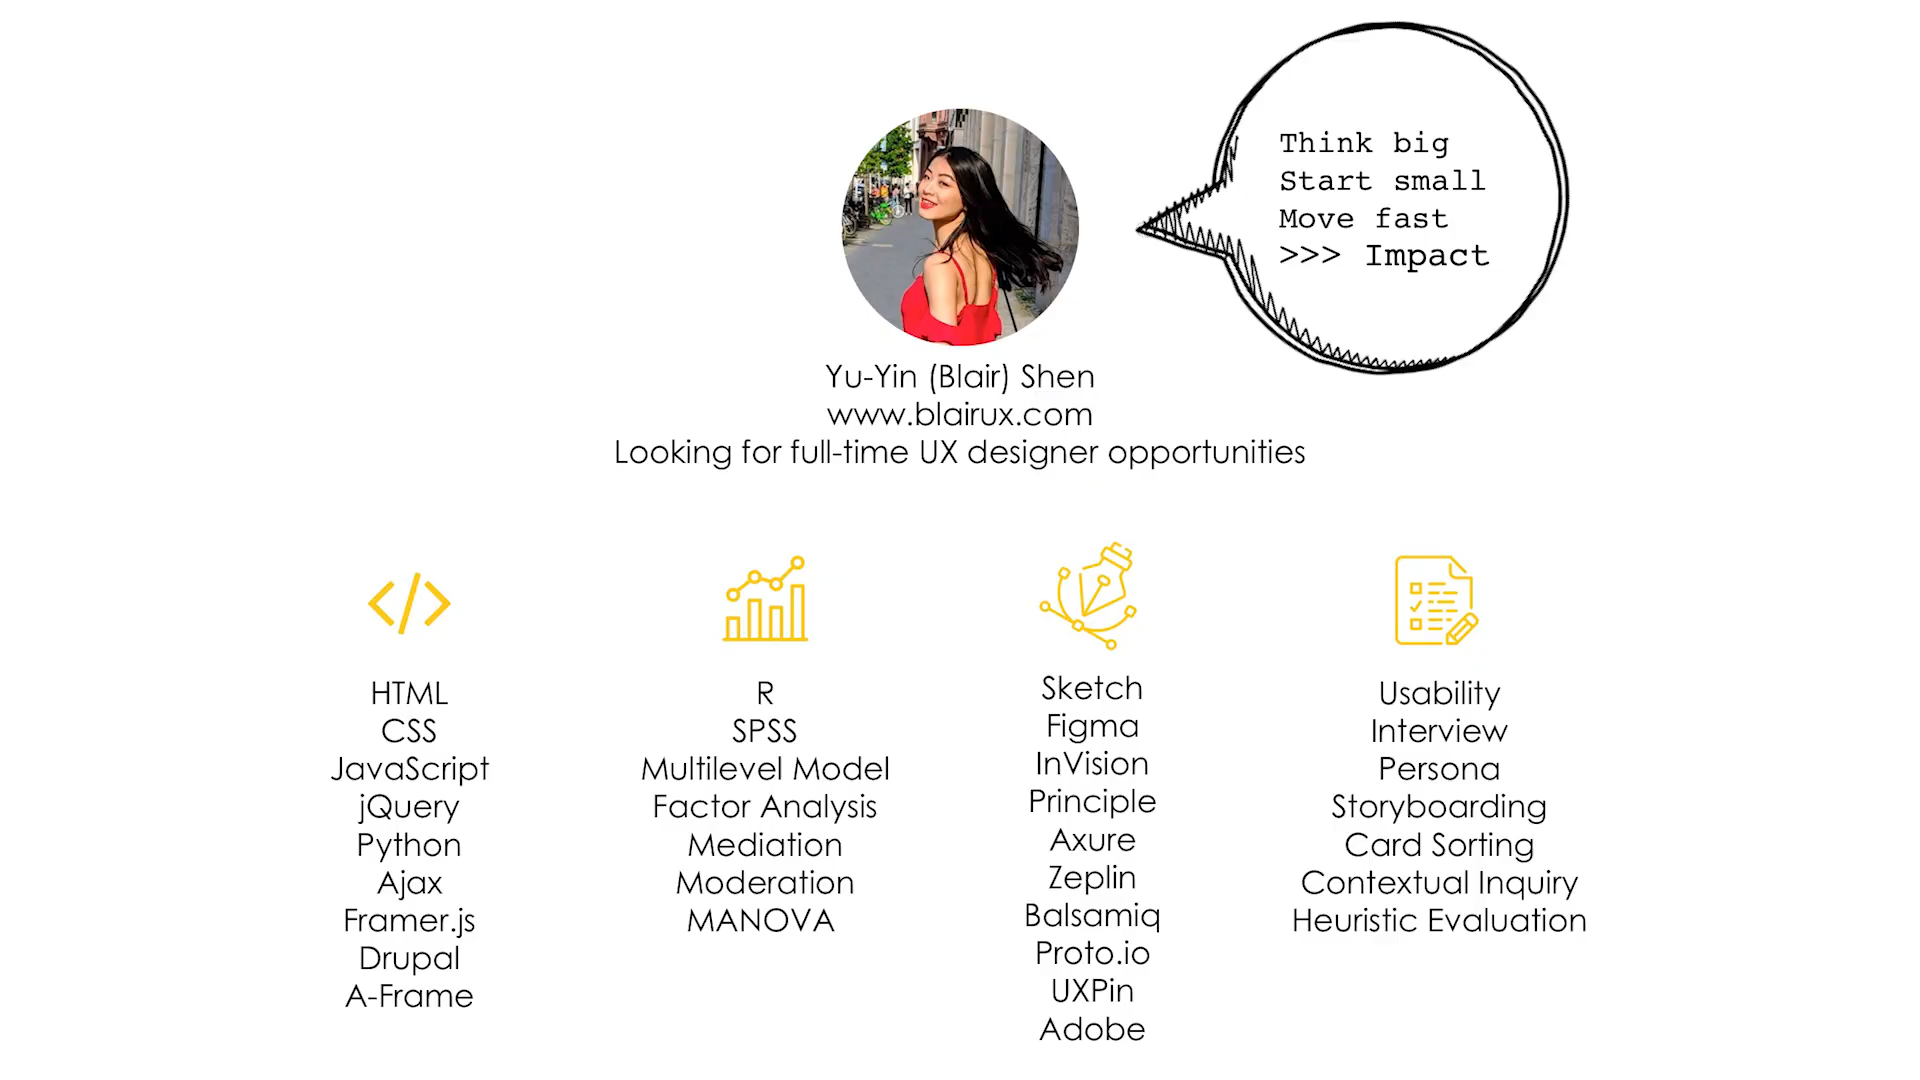 Think big
Start small
Move fast
>>> Impact
Yu-Yin (Blair) Shen
www.blairux.com
Looking for full-time UX designer opportunities
HTML
CSS
JavaScript
jQuery
Python
Ajax
Framer.js
Drupal
A-Frame
R
SPSS
Multilevel Model
Factor Analysis
Mediation
Moderation
MANOVA
Sketch
Figma
InVision
Principle
Axure
Zeplin
Balsamiq
Proto.io
UXPin
Adobe
Usability
Interview
Persona
Storyboarding
Card Sorting
Contextual Inquiry
Heuristic Evaluation